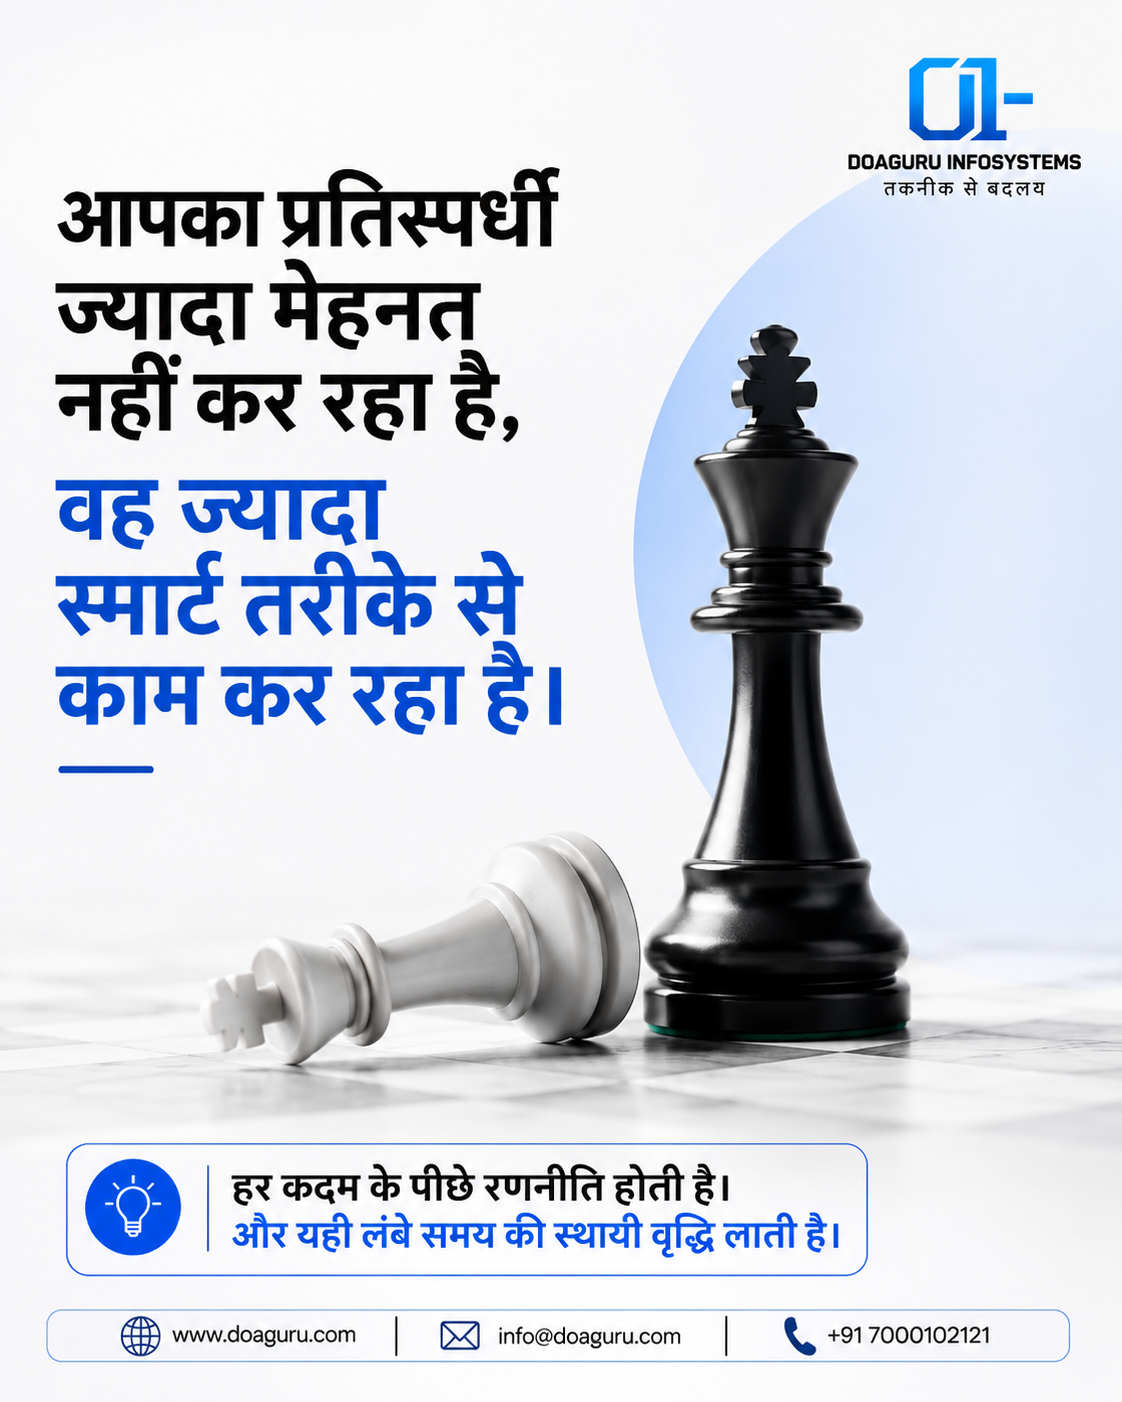 DOAGURU INFOSYSTEMS
तकनीक से बदलय
आपका प्रतिस्पर्धी
ज्यादा मेहनत
नहीं कर रहा है,
वह ज्यादा
स्मार्ट तरीके से
काम कर रहा है।
हर कदम के पीछे रणनीति होती है।
और यही लंबे समय की स्थायी वृद्धि लाती है।
www.doaguru.com
info@doaguru.com
+91 7000102121